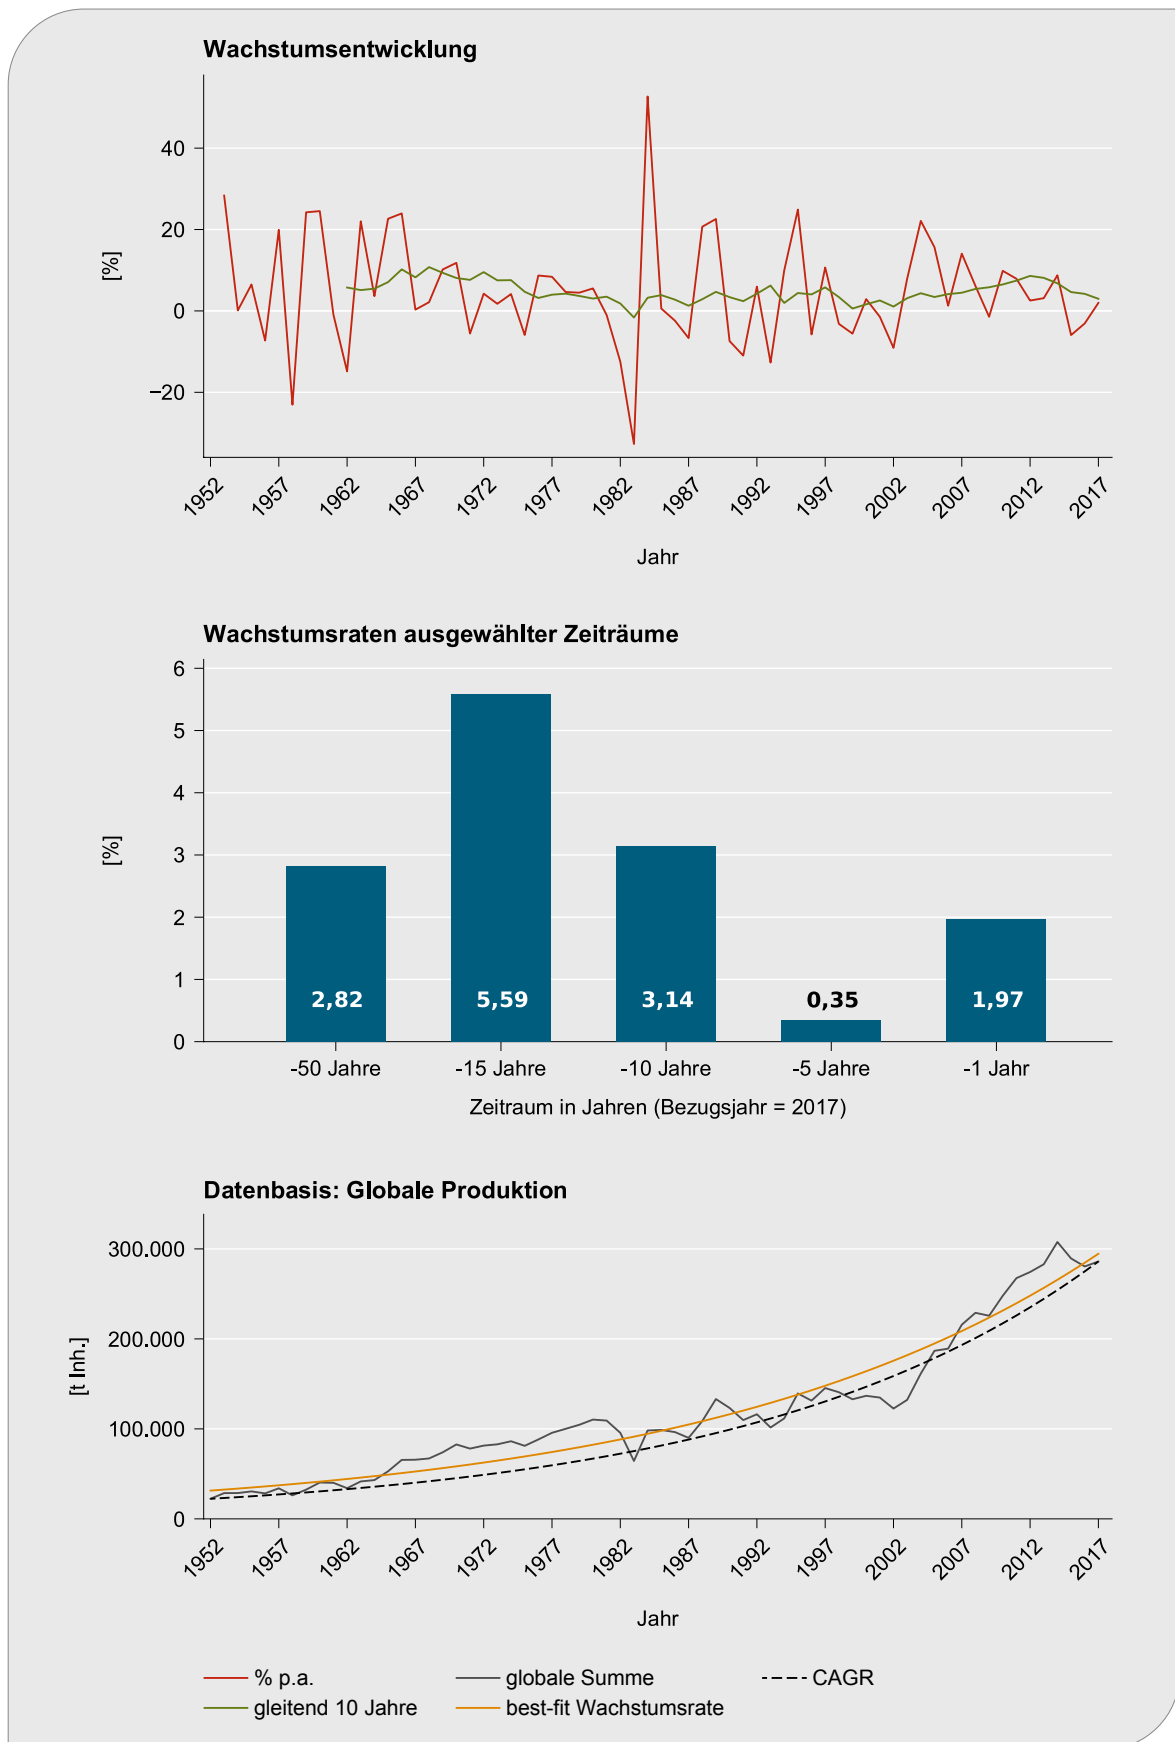 Wachstumsentwicklung
[%]
40
20
0
−20
1952 1957 1962 1967 1972 1977 1982 1987 1992 1997 2002 2007 2012 2017
Jahr
Wachstumsraten ausgewählter Zeiträume
[%]
6
5
4
3
2
1
0
2,82 5,59 3,14 0,35 1,97
-50 Jahre -15 Jahre -10 Jahre -5 Jahre -1 Jahr
Zeitraum in Jahren (Bezugsjahr = 2017)
Datenbasis: Globale Produktion
[t Inh.]
300.000
200.000
100.000
0
1952 1957 1962 1967 1972 1977 1982 1987 1992 1997 2002 2007 2012 2017
Jahr
% p.a. globale Summe CAGR
gleitend 10 Jahre best-fit Wachstumsrate